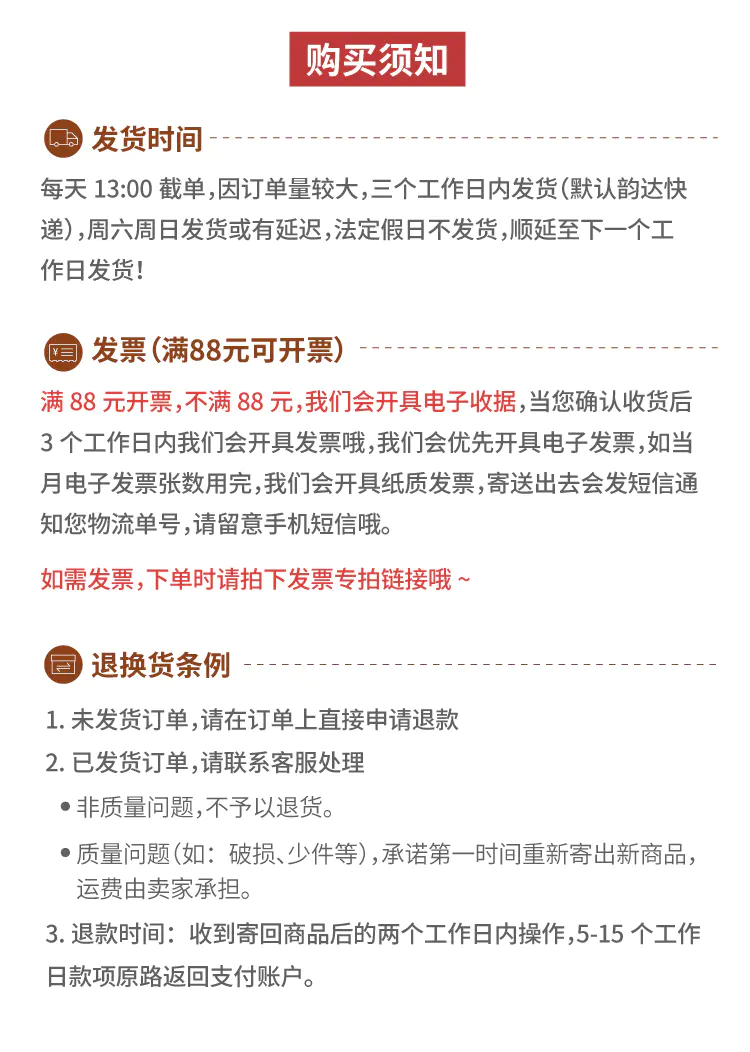 购买须知
发货时间
每天 13:00 截单，因订单量较大，三个工作日内发货（默认韵达快
递），周六周日发货或有延迟，法定假日不发货，顺延至下一个工
作日发货！
¥
发票（满88元可开票）
满 88 元开票，不满 88 元，我们会开具电子收据，当您确认收货后
3 个工作日内我们会开具发票哦，我们会优先开具电子发票，如当
月电子发票张数用完，我们会开具纸质发票，寄送出去会发短信通
知您物流单号，请留意手机短信哦。
如需发票，下单时请拍下发票专拍链接哦 ~
退换货条例
1. 未发货订单，请在订单上直接申请退款
2. 已发货订单，请联系客服处理
• 非质量问题，不予以退货。
• 质量问题（如：破损、少件等），承诺第一时间重新寄出新商品，
运费由卖家承担。
3. 退款时间：收到寄回商品后的两个工作日内操作，5-15 个工作
日款项原路返回支付账户。